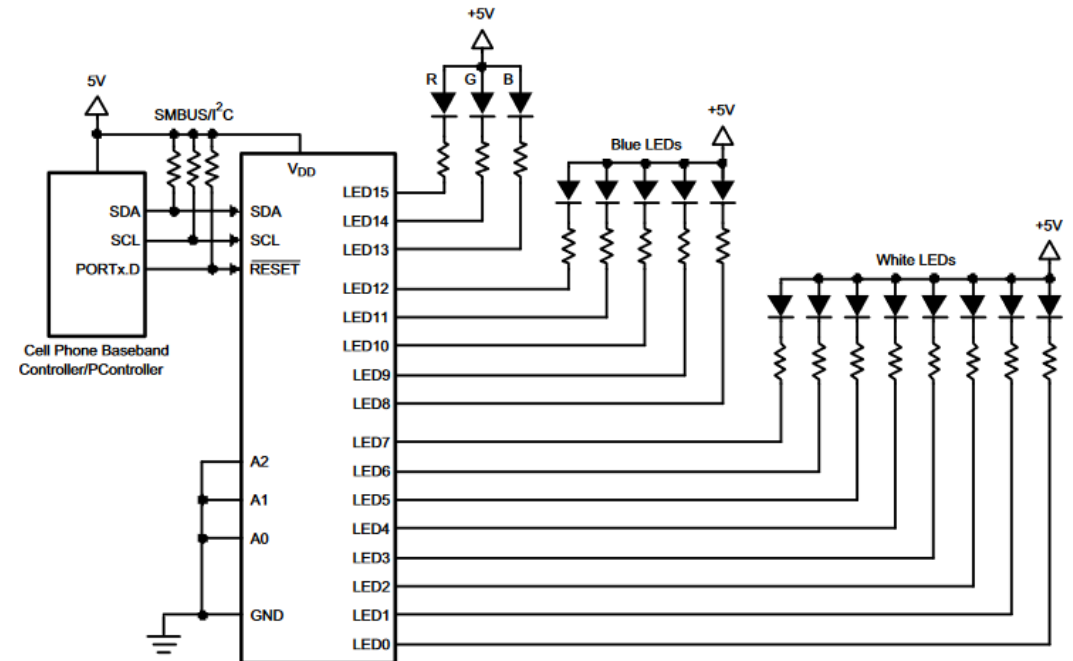 +5V
5V
R
G
B
SMBUS/I²C
+5V
Blue LEDs
VDD
LED15
SDA
SDA
LED14
+5V
SCL
SCL
LED13
White LEDs
PORTx.D
RESET
LED12
LED11
LED10
Cell Phone Baseband
Controller/PController
LED9
LED8
LED7
A2
LED6
A1
LED5
LED4
A0
LED3
LED2
GND
LED1
LED0